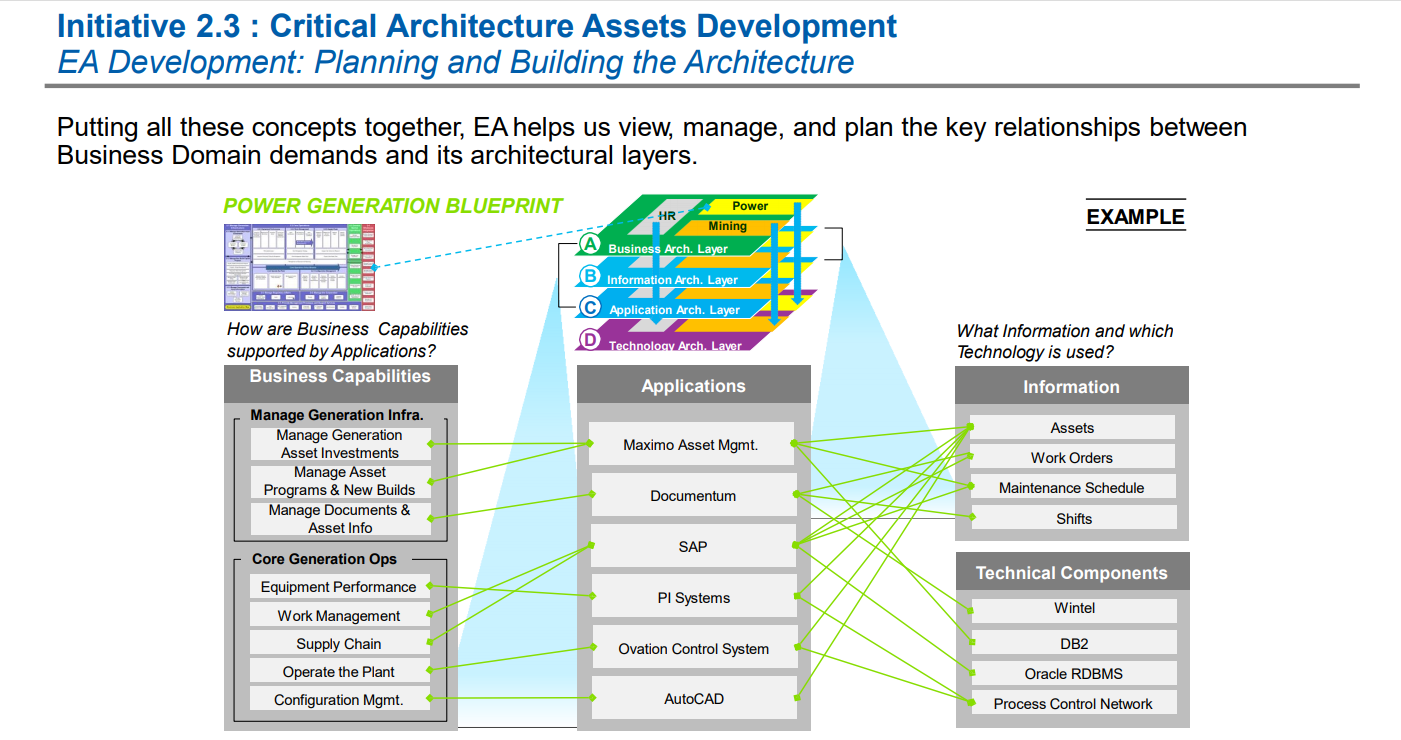 Initiative 2.3 : Critical Architecture Assets Development
EA Development: Planning and Building the Architecture
Putting all these concepts together, EA helps us view, manage, and plan the key relationships between
Business Domain demands and its architectural layers.
POWER GENERATION BLUEPRINT
HR
Power
Mining
A
Business Arch. Layer
B
Information Arch. Layer
C
Application Arch. Layer
D
Technology Arch. Layer
EXAMPLE
How are Business Capabilities
supported by Applications?
What Information and which
Technology is used?
Business Capabilities
Manage Generation Infra.
Manage Generation
Asset Investments
Manage Asset
Programs & New Builds
Manage Documents &
Asset Info
Core Generation Ops
Equipment Performance
Work Management
Supply Chain
Operate the Plant
Configuration Mgmt.
Applications
Maximo Asset Mgmt.
Documentum
SAP
PI Systems
Ovation Control System
AutoCAD
Information
Assets
Work Orders
Maintenance Schedule
Shifts
Technical Components
Wintel
DB2
Oracle RDBMS
Process Control Network